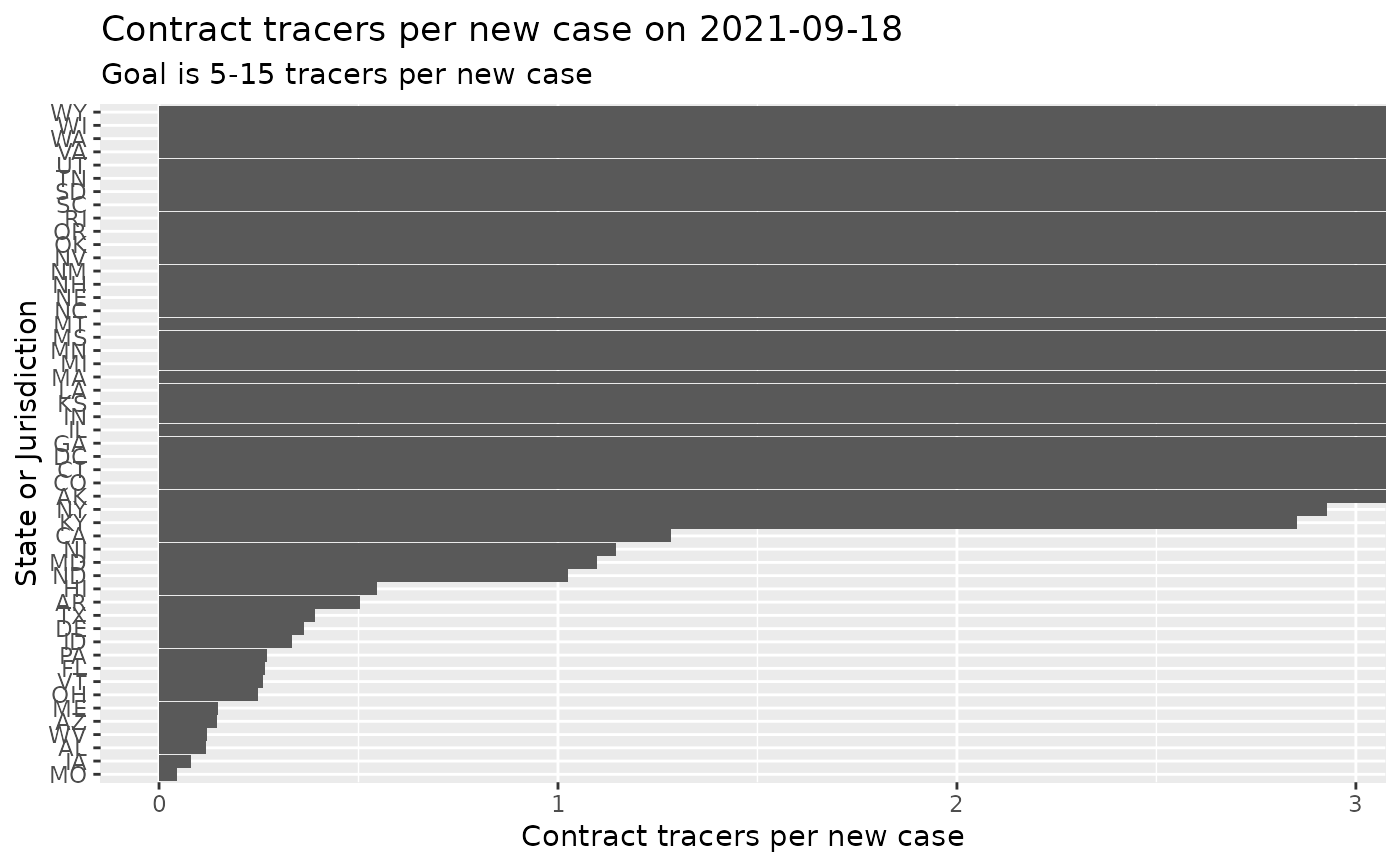 Contract tracers per new case on 2021-09-18
Goal is 5-15 tracers per new case
State or Jurisdiction
WY
WI
WA
VA
UT
TN
SD
SC
RI
OR
OK
NV
NM
NH
NE
NC
MT
MS
MN
MI
MA
LA
KS
IN
IL
GA
DC
CT
CO
AK
NY
KY
CA
NJ
MD
ND
HI
AR
TX
DE
ID
PA
FL
VT
OH
ME
AZ
WV
AL
IA
MO
0 1 2 3
Contract tracers per new case